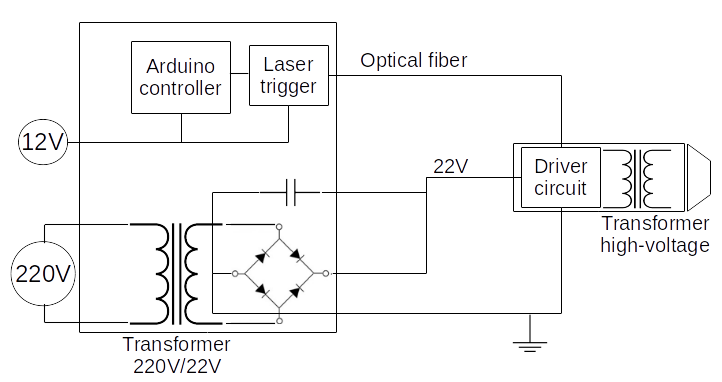 Arduino
controller
Laser
trigger
Optical fiber
12V
22V
Driver
circuit
Transformer
high-voltage
220V
Transformer
220V/22V